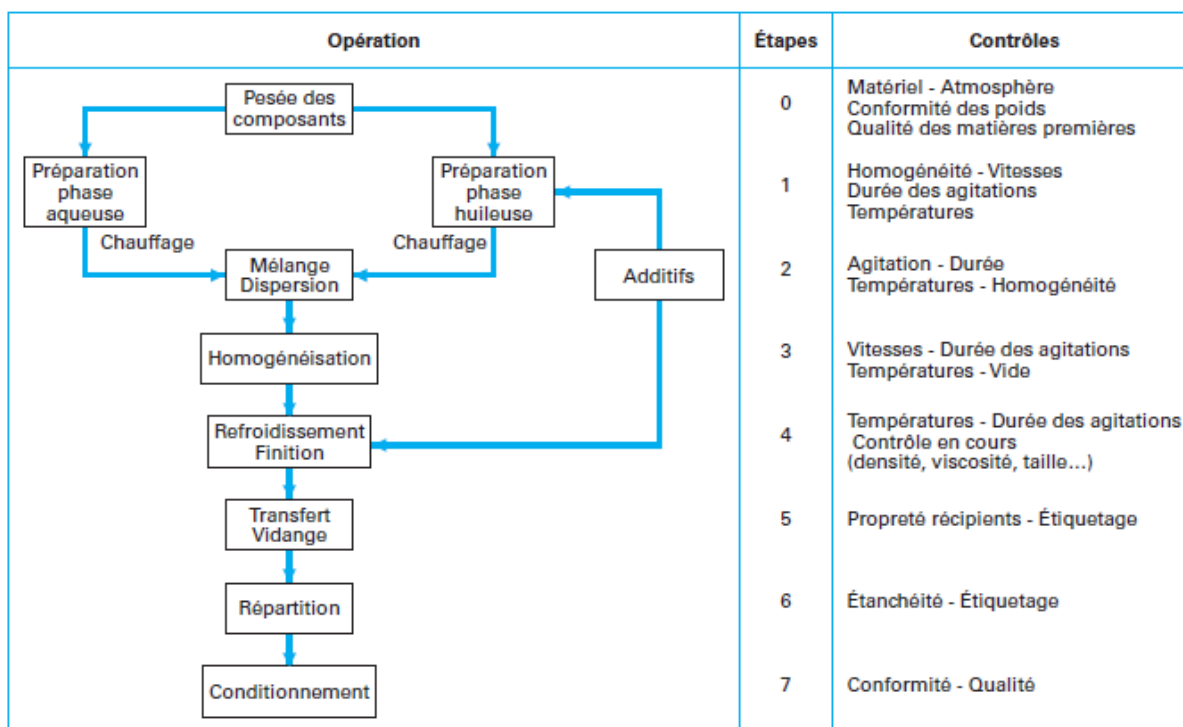 Opération
Étapes
Contrôles
Pesée des
composants
0
Matériel - Atmosphère
Conformité des poids
Qualité des matières premières
Préparation
phase
aqueuse
Préparation
phase
huileuse
1
Homogénéité - Vitesses
Durée des agitations
Températures
Chauffage
Chauffage
Mélange
Dispersion
Additifs
2
Agitation - Durée
Températures - Homogénéité
Homogénéisation
3
Vitesses - Durée des agitations
Températures - Vide
Refroidissement
Finition
4
Températures - Durée des agitations
Contrôle en cours
(densité, viscosité, taille…)
Transfert
Vidange
5
Propreté récipients - Étiquetage
Répartition
6
Étanchéité - Étiquetage
Conditionnement
7
Conformité - Qualité